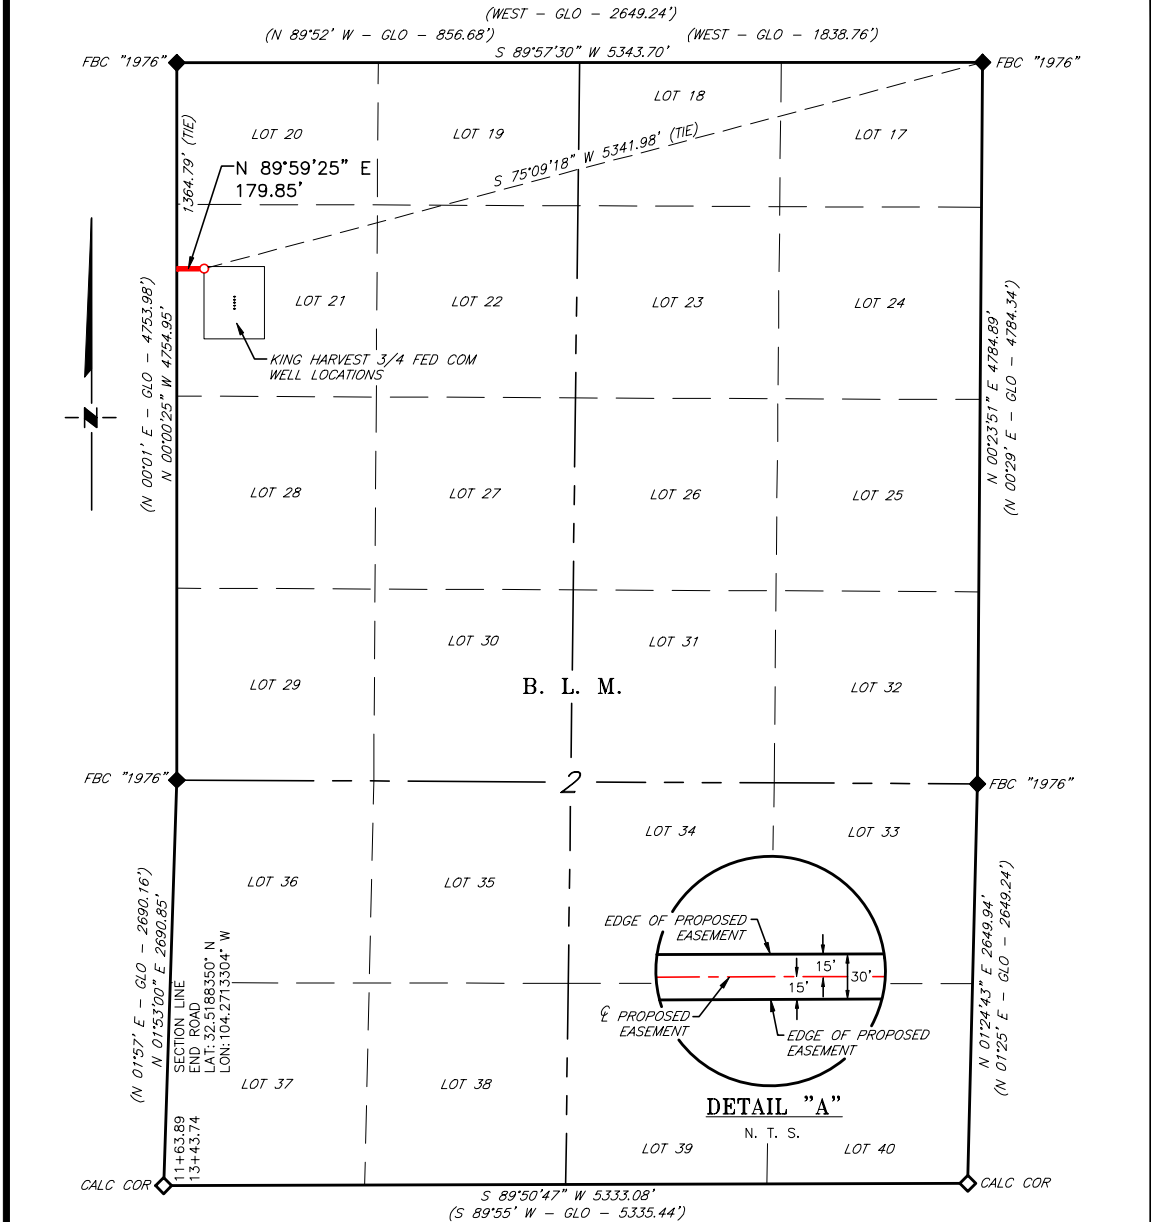 (WEST - GLO - 2649.24')
(N 89°52' W - GLO - 856.68')
(WEST - GLO - 1838.76')
S 89°57'30" W 5343.70'
FBC "1976"
FBC "1976"
LOT 18
LOT 20
LOT 19
LOT 17
1364.79' (TIE)
S 75°09'18" W 5341.98' (TIE)
N 89°59'25" E
179.85'
LOT 21
LOT 22
LOT 23
LOT 24
KING HARVEST 3/4 FED COM
WELL LOCATIONS
(N 00°01' E - GLO - 4753.98')
N 00°00'25" W 4754.95'
N 00°23'51" E 4784.89'
(N 00°29' E - GLO - 4784.34')
N
LOT 28
LOT 27
LOT 26
LOT 25
LOT 30
LOT 31
LOT 29
B. L. M.
LOT 32
FBC "1976"
2
FBC "1976"
LOT 34
LOT 33
LOT 36
LOT 35
(N 01°57' E - GLO - 2690.16')
N 01°53'00" E 2690.85'
SECTION LINE
END ROAD
LAT: 32.5188350° N
LON: 104.2713304° W
11+63.89
13+43.74
EDGE OF PROPOSED
EASEMENT
15'
15'
30'
℄ PROPOSED
EASEMENT
EDGE OF PROPOSED
EASEMENT
N 01°24'43" E 2649.94'
(N 01°25' E - GLO - 2649.24')
LOT 37
LOT 38
DETAIL "A"
N. T. S.
LOT 39
LOT 40
CALC COR
CALC COR
S 89°50'47" W 5333.08'
(S 89°55' W - GLO - 5335.44')